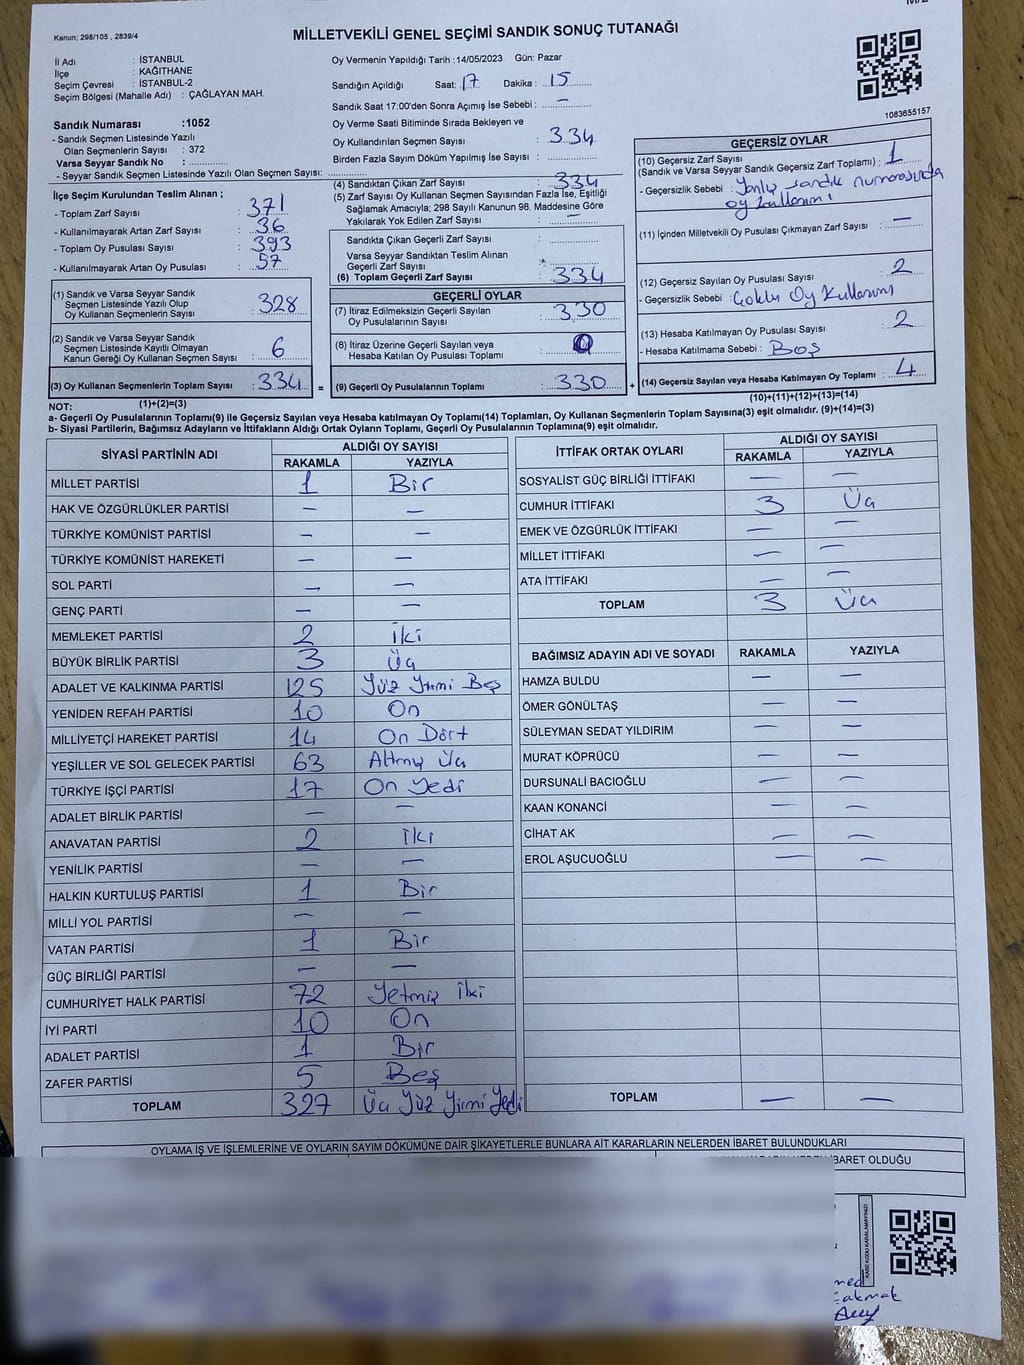 Kanun; 298/105 , 2839/4
MİLLETVEKİLİ GENEL SEÇİMİ SANDIK SONUÇ TUTANAĞI
İl Adı : İSTANBUL
İlçe : KAĞITHANE
Seçim Çevresi : İSTANBUL-2
Seçim Bölgesi (Mahalle Adı) : ÇAĞLAYAN MAH.
Sandık Numarası :1052
- Sandık Seçmen Listesinde Yazılı
Olan Seçmenlerin Sayısı : 372
Varsa Seyyar Sandık No :
- Seyyar Sandık Seçmen Listesinde Yazılı Olan Seçmen Sayısı:
Oy Vermenin Yapıldığı Tarih :14/05/2023 Gün: Pazar
Sandığın Açıldığı Saat: 17 Dakika : 15
Sandık Saat 17:00'den Sonra Açımış İse Sebebi : –
Oy Verme Saati Bitiminde Sırada Bekleyen ve
Oy Kullandırılan Seçmen Sayısı : 334
Birden Fazla Sayım Döküm Yapılmış İse Sayısı :
1083655157
İlçe Seçim Kurulundan Teslim Alınan ;
- Toplam Zarf Sayısı : 371
- Kullanılmayarak Artan Zarf Sayısı : 36
- Toplam Oy Pusulası Sayısı : 393
- Kullanılmayarak Artan Oy Pusulası : 57
(1) Sandık ve Varsa Seyyar Sandık
Seçmen Listesinde Yazılı Olup
Oy Kullanan Seçmenlerin Sayısı : 328
(2) Sandık ve Varsa Seyyar Sandık
Seçmen Listesinde Kayıtlı Olmayan
Kanun Gereği Oy Kullanan Seçmen Sayısı : 6
(3) Oy Kullanan Seçmenlerin Toplam Sayısı : 334 =
(1)+(2)=(3)
(4) Sandıktan Çıkan Zarf Sayısı : 334
(5) Zarf Sayısı Oy Kullanan Seçmen Sayısından Fazla İse, Eşitliği
Sağlamak Amacıyla; 298 Sayılı Kanunun 98. Maddesine Göre
Yakılarak Yok Edilen Zarf Sayısı : –
Sandıkta Çıkan Geçerli Zarf Sayısı :
Varsa Seyyar Sandıktan Teslim Alınan
Geçerli Zarf Sayısı :
(6) Toplam Geçerli Zarf Sayısı : 334
GEÇERLİ OYLAR
(7) İtiraz Edilmeksizin Geçerli Sayılan
Oy Pusulalarının Sayısı : 330
(8) İtiraz Üzerine Geçerli Sayılan veya
Hesaba Katılan Oy Pusulası Toplamı :
(9) Geçerli Oy Pusulalarının Toplamı : 330 +
GEÇERSİZ OYLAR
(10) Geçersiz Zarf Sayısı
(Sandık ve Varsa Seyyar Sandık Geçersiz Zarf Toplamı) : 1
- Geçersizlik Sebebi : Yanlış sandık numarasında
oy kullanımı
(11) İçinden Milletvekili Oy Pusulası Çıkmayan Zarf Sayısı : –
(12) Geçersiz Sayılan Oy Pusulası Sayısı : 2
- Geçersizlik Sebebi : Çoklu Oy Kullanımı
(13) Hesaba Katılmayan Oy Pusulası Sayısı : 2
- Hesaba Katılmama Sebebi : Boş
(14) Geçersiz Sayılan veya Hesaba Katılmayan Oy Toplamı : 4
(10)+(11)+(12)+(13)=(14)
NOT:
a- Geçerli Oy Pusulalarının Toplamı(9) ile Geçersiz Sayılan veya Hesaba katılmayan Oy Toplamı(14) Toplamları, Oy Kullanan Seçmenlerin Toplam Sayısına(3) eşit olmalıdır. (9)+(14)=(3)
b- Siyasi Partilerin, Bağımsız Adayların ve İttifakların Aldığı Ortak Oyların Toplamı, Geçerli Oy Pusulalarının Toplamına(9) eşit olmalıdır.
SİYASİ PARTİNİN ADI ALDIĞI OY SAYISI
RAKAMLA YAZIYLA
MİLLET PARTİSİ 1 Bir
HAK VE ÖZGÜRLÜKLER PARTİSİ – –
TÜRKİYE KOMÜNİST PARTİSİ – –
TÜRKİYE KOMÜNİST HAREKETİ – –
SOL PARTİ – –
GENÇ PARTİ – –
MEMLEKET PARTİSİ 2 İki
BÜYÜK BİRLİK PARTİSİ 3 Üç
ADALET VE KALKINMA PARTİSİ 125 Yüz Yirmi Beş
YENİDEN REFAH PARTİSİ 10 On
MİLLİYETÇİ HAREKET PARTİSİ 14 On Dört
YEŞİLLER VE SOL GELECEK PARTİSİ 63 Altmış Üç
TÜRKİYE İŞÇİ PARTİSİ 17 On Yedi
ADALET BİRLİK PARTİSİ – –
ANAVATAN PARTİSİ 2 İki
YENİLİK PARTİSİ – –
HALKIN KURTULUŞ PARTİSİ 1 Bir
MİLLİ YOL PARTİSİ – –
VATAN PARTİSİ 1 Bir
GÜÇ BİRLİĞİ PARTİSİ – –
CUMHURİYET HALK PARTİSİ 72 Yetmiş İki
İYİ PARTİ 10 On
ADALET PARTİSİ 1 Bir
ZAFER PARTİSİ 5 Beş
TOPLAM 327 Üç Yüz Yirmi Yedi
İTTİFAK ORTAK OYLARI ALDIĞI OY SAYISI
RAKAMLA YAZIYLA
SOSYALİST GÜÇ BİRLİĞİ İTTİFAKI – –
CUMHUR İTTİFAKI 3 Üç
EMEK VE ÖZGÜRLÜK İTTİFAKI – –
MİLLET İTTİFAKI – –
ATA İTTİFAKI – –
TOPLAM 3 Üç
BAĞIMSIZ ADAYIN ADI VE SOYADI RAKAMLA YAZIYLA
HAMZA BULDU – –
ÖMER GÖNÜLTAŞ – –
SÜLEYMAN SEDAT YILDIRIM – –
MURAT KÖPRÜCÜ – –
DURSUNALİ BACIOĞLU – –
KAAN KONANCİ – –
CİHAT AK – –
EROL AŞUCUOĞLU – –
TOPLAM – –
OYLAMA İŞ VE İŞLEMLERİNE VE OYLARIN SAYIM DÖKÜMÜNE DAİR ŞİKAYETLERLE BUNLARA AİT KARARLARIN NELERDEN İBARET BULUNDUKLARI
İBARET OLDUĞU
KARE KODU KARALAMAYINIZ!